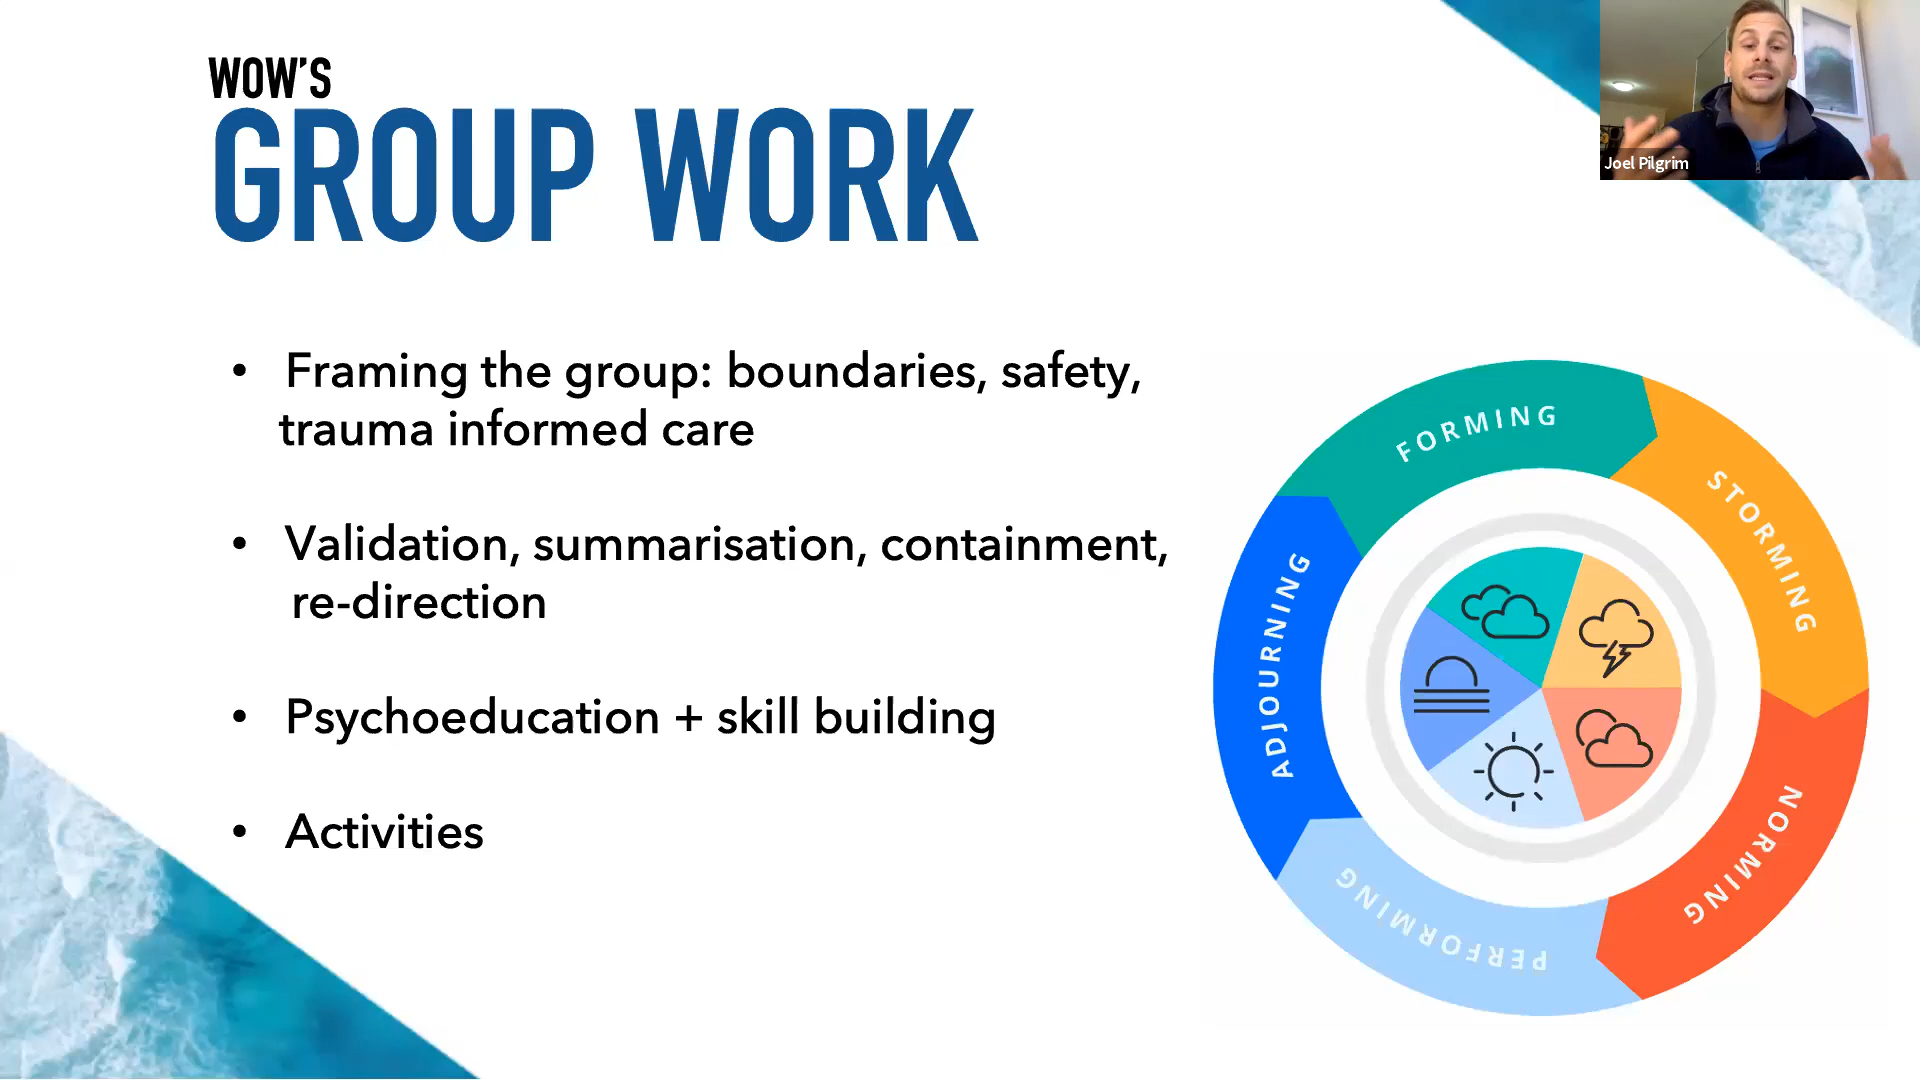 WOW'S
GROUP WORK
• Framing the group: boundaries, safety,
trauma informed care
• Validation, summarisation, containment,
re-direction
• Psychoeducation + skill building
• Activities
Joel Pilgrim
FORMING
STORMING
NORMING
PERFORMING
ADJOURNING